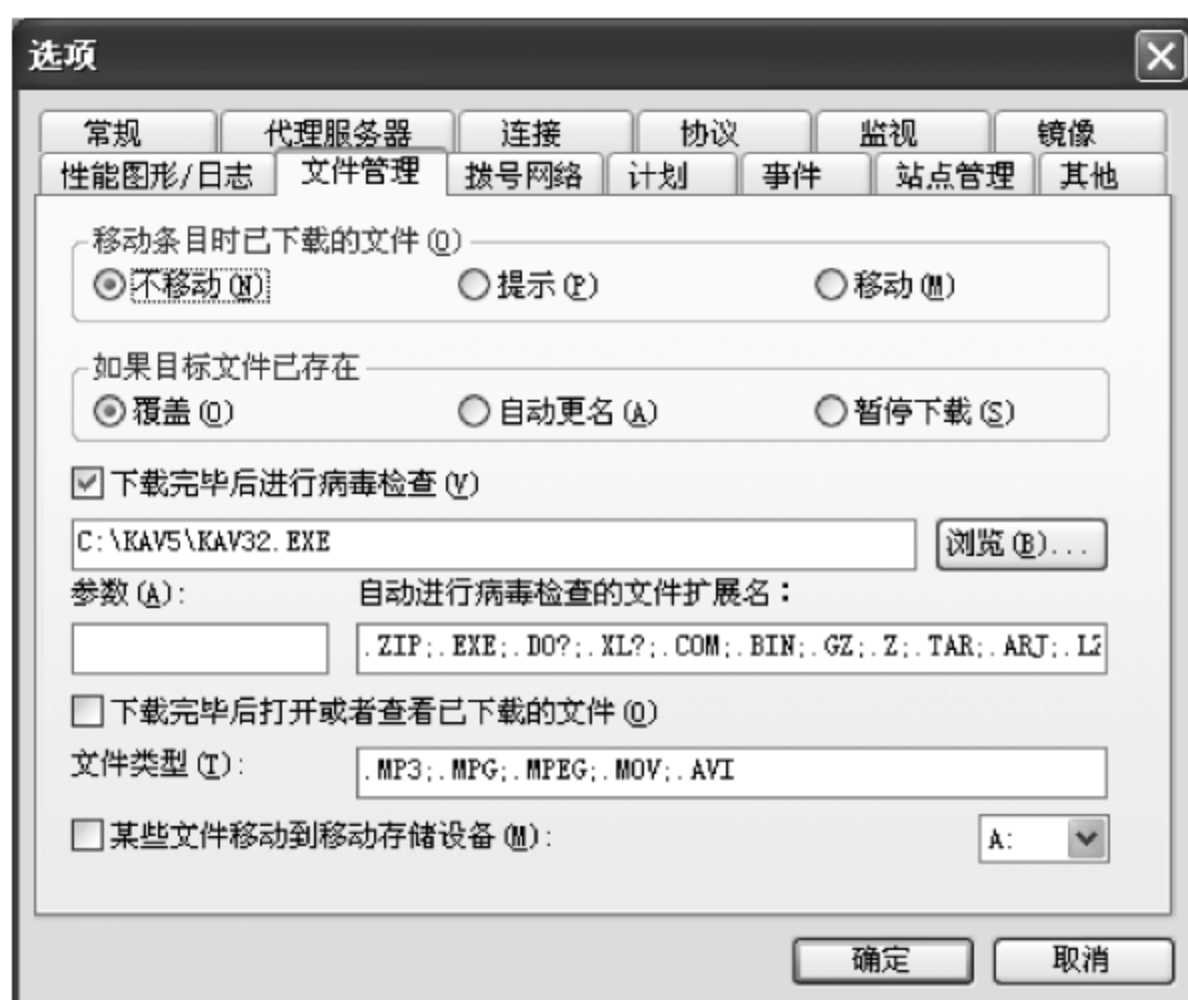 选项
常规 代理服务器 连接 协议 监视 镜像
性能图形/日志 文件管理 拨号网络 计划 事件 站点管理 其他
移动条目时已下载的文件(O)
不移动(N) 提示(P) 移动(M)
如果目标文件已存在
覆盖(O) 自动更名(A) 暂停下载(S)
下载完毕后进行病毒检查(V)
C:\KAV5\KAV32.EXE 浏览(B)...
参数(A): 自动进行病毒检查的文件扩展名：
.ZIP;.EXE;.DO?;.XL?;.COM;.BIN;.GZ;.Z;.TAR;.ARJ;
下载完毕后打开或者查看已下载的文件(O)
文件类型(T): .MP3;.MPG;.MPEG;.MOV;.AVI
某些文件移动到移动存储设备(M): A:
确定 取消